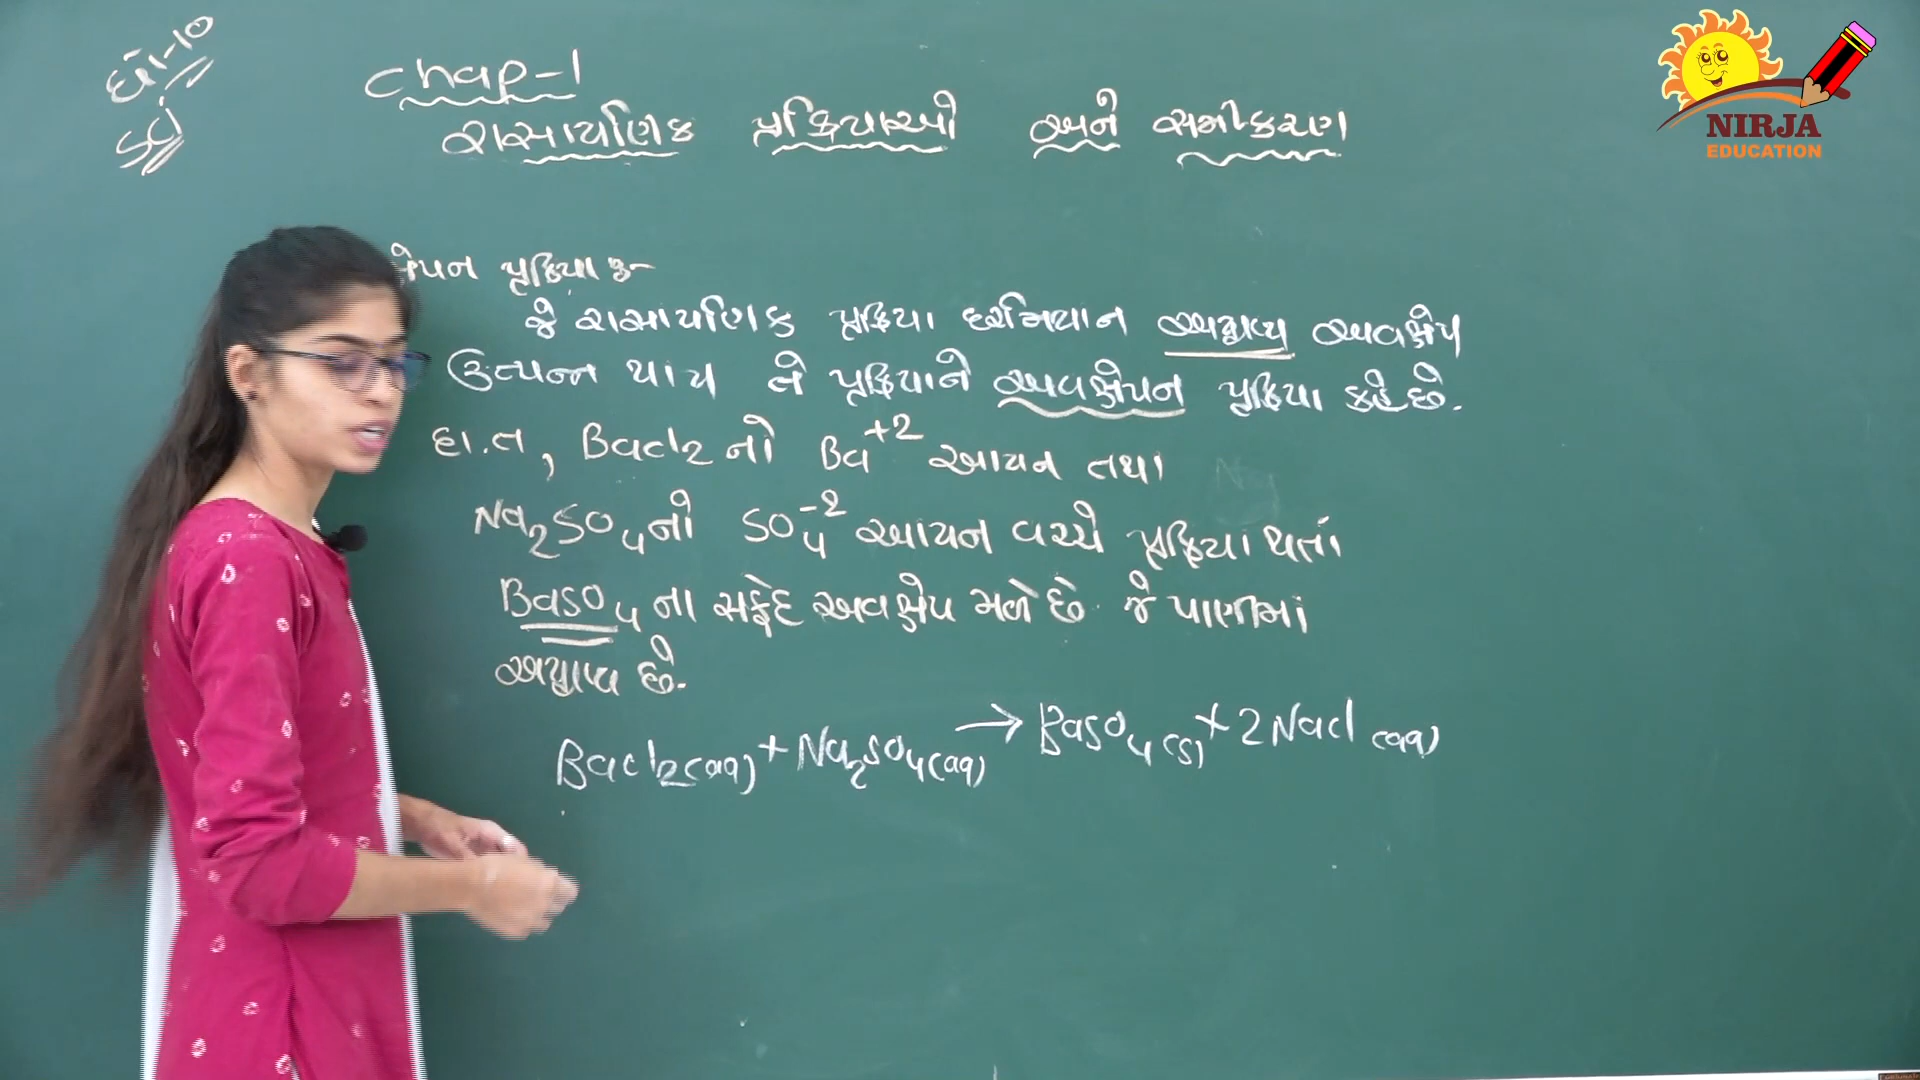 ધો-10
Chap-1
રાસાયણિક પ્રક્રિયાઓ અને સમીકરણ
NIRJA
EDUCATION
ક્ષેપન પ્રક્રિયા :-
જે રાસાયણિક પ્રક્રિયા દરમિયાન અદ્રાવ્ય અવક્ષેપ
ઉત્પન્ન થાય તે પ્રક્રિયાને અવક્ષેપન પ્રક્રિયા કહે છે.
દા.ત, Bacl2 નો Ba+2 આયન તથા
Na2SO4નો SO4-2 આયન વચ્ચે પ્રક્રિયા થતાં
BaSO4 ના સફેદ અવક્ષેપ મળે છે. જે પાણીમાં
અદ્રાવ્ય છે.
Bacl2(aq) + Na2SO4(aq) → BaSO4(s) + 2Nacl (aq)